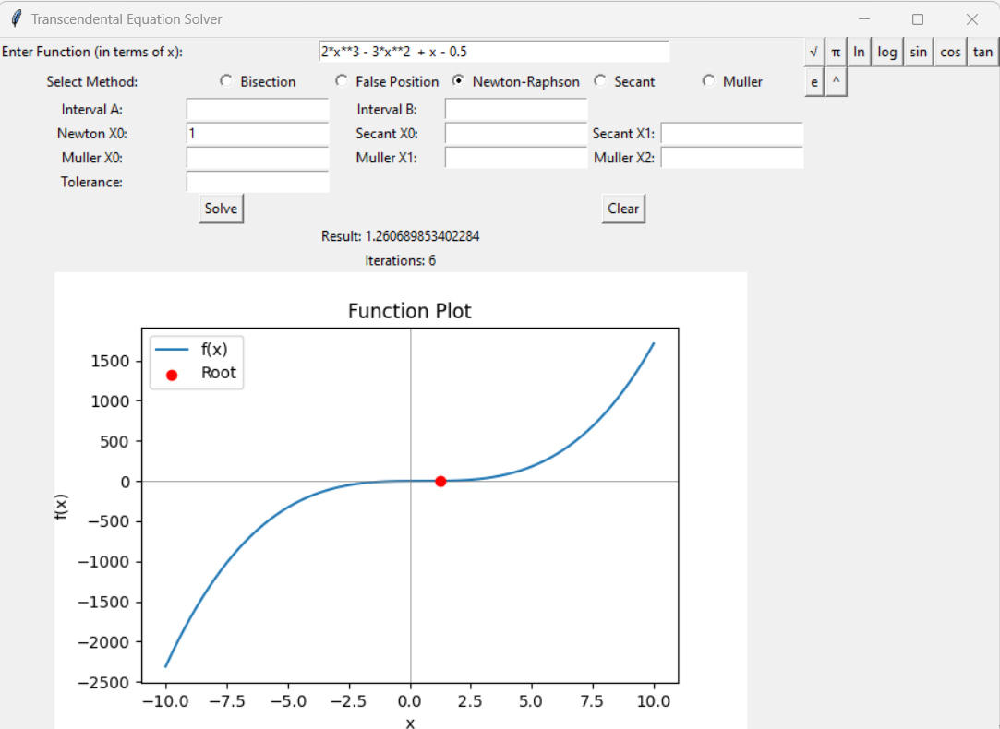 Transcendental Equation Solver
Enter Function (in terms of x): 2*x**3 - 3*x**2 + x - 0.5 √ π ln log sin cos tan
Select Method: Bisection False Position Newton-Raphson Secant Muller e ^
Interval A: Interval B:
Newton X0: 1 Secant X0: Secant X1:
Muller X0: Muller X1: Muller X2:
Tolerance:
Solve Clear
Result: 1.260689853402284
Iterations: 6
Function Plot
f(x)
Root
1500
1000
500
0
−500
−1000
−1500
−2000
−2500
f(x)
−10.0 −7.5 −5.0 −2.5 0.0 2.5 5.0 7.5 10.0
x